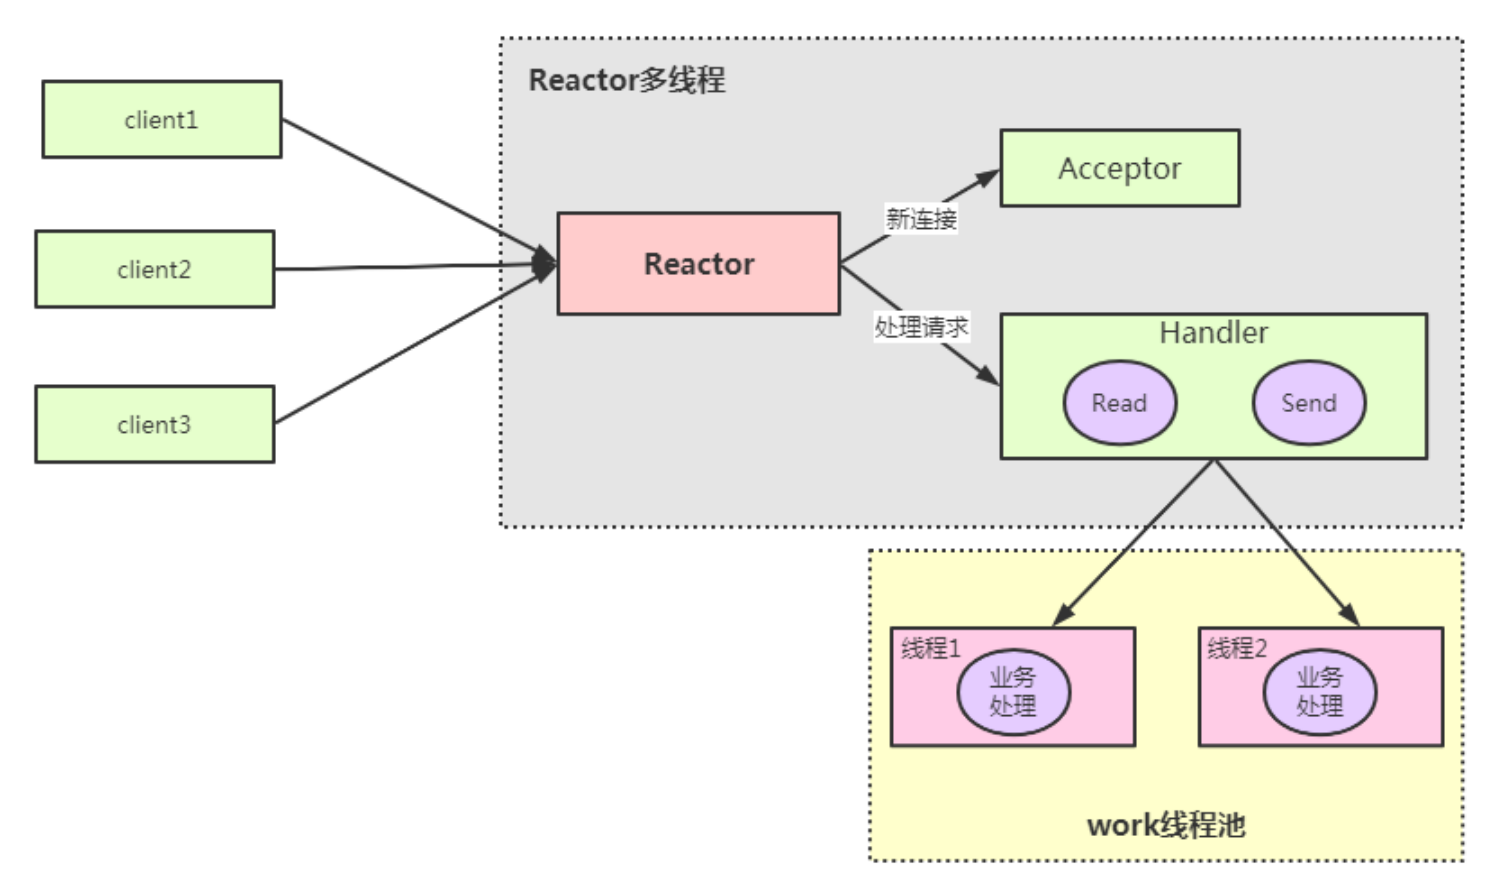 Reactor多线程
client1
client2
client3
Reactor
新连接
处理请求
Acceptor
Handler
Read
Send
线程1
业务
处理
线程2
业务
处理
work线程池